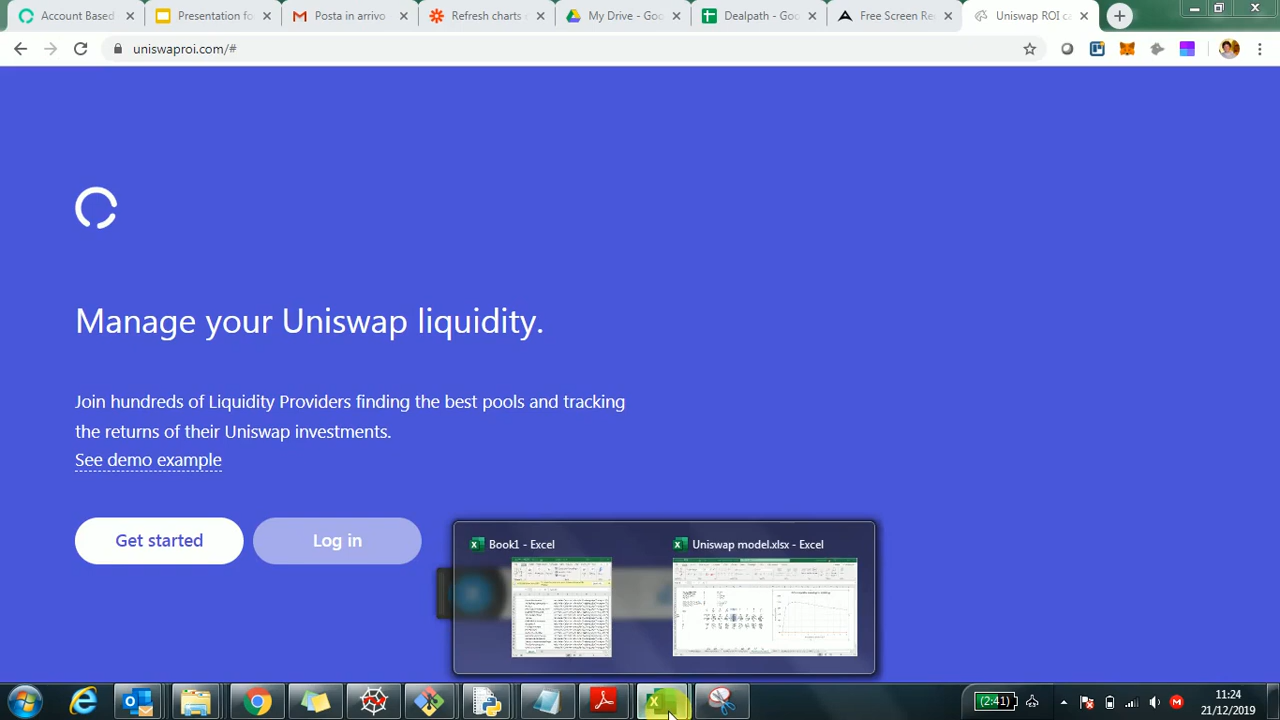 Account Based
Presentation fo
Posta in arrivo
Refresh charts
My Drive - Goo
Dealpath - Goo
Free Screen Re
Uniswap ROI ca
uniswaproi.com/#
Manage your Uniswap liquidity.
Join hundreds of Liquidity Providers finding the best pools and tracking
the returns of their Uniswap investments.
See demo example
Get started
Log in
Book1 - Excel
Uniswap model.xlsx - Excel
(2:41)
11:24
21/12/2019